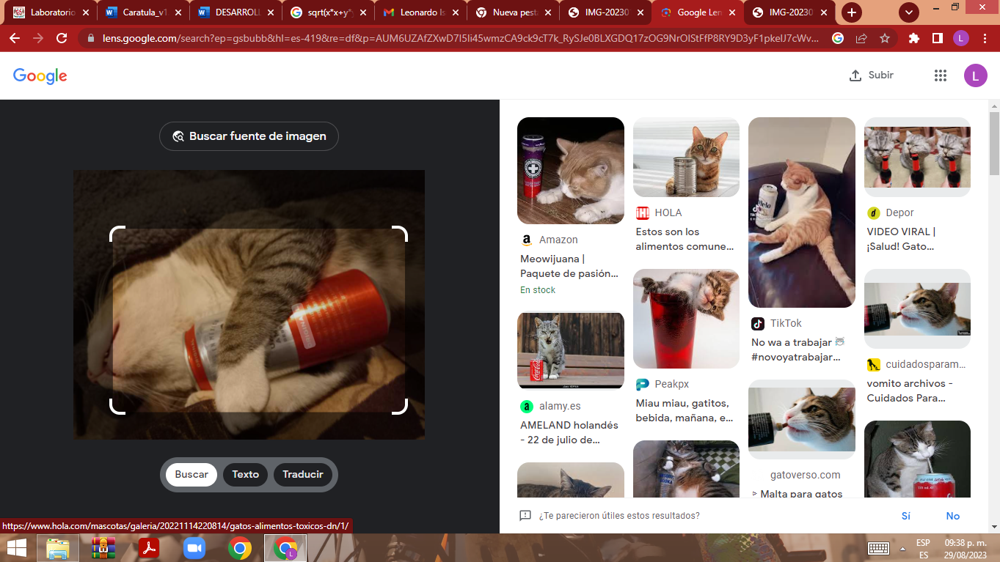 Laboratorio
Caratula_v1
DESARROLL
sqrt(x*x+y*y
Leonardo Is
Nueva pest
IMG-20230
Google Len
IMG-20230
lens.google.com/search?ep=gsbubb&hl=es-419&re=df&p=
L
Google
Subir
L
Buscar fuente de imagen
Amazon
Meowijuana |
Paquete de pasión...
En stock
HOLA
Estos son los
alimentos comune...
TikTok
No wa a trabajar
#novoyatrabajar
Depor
VIDEO VIRAL |
¡Salud! Gato...
alamy.es
AMELAND holandés
- 22 de julio de...
Peakpx
Miau miau, gatitos,
bebida, mañana, e...
cuidadosparam...
vomito archivos -
Cuidados Para...
gatoverso.com
▷ Malta para gatos
Buscar
Texto
Traducir
¿Te parecieron útiles estos resultados?
Sí
No
https://www.hola.com/mascotas/galeria/20221114220814/gatos-alimentos-toxicos-dn/1/
ESP
ES
09:38 p. m.
29/08/2023